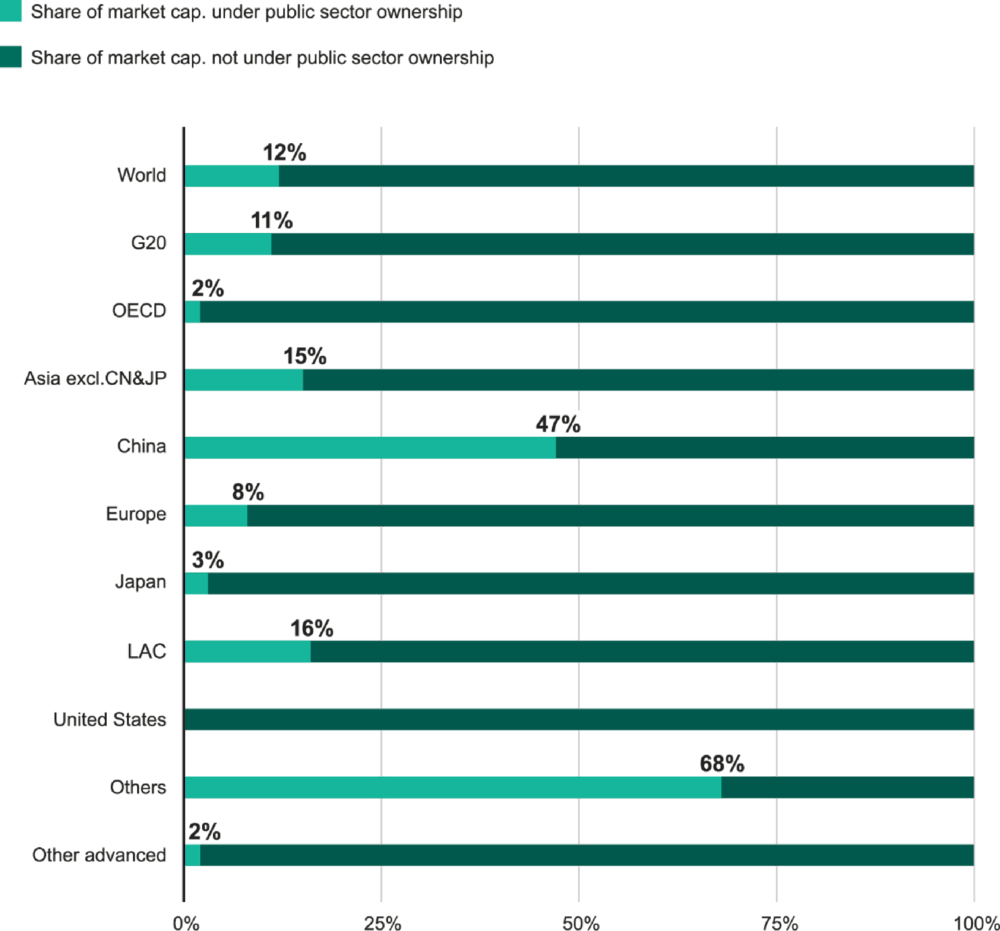 Share of market cap. under public sector ownership
Share of market cap. not under public sector ownership
12%
World
11%
G20
2%
OECD
15%
Asia excl.CN&JP
47%
China
8%
Europe
3%
Japan
16%
LAC
United States
68%
Others
2%
Other advanced
0% 25% 50% 75% 100%